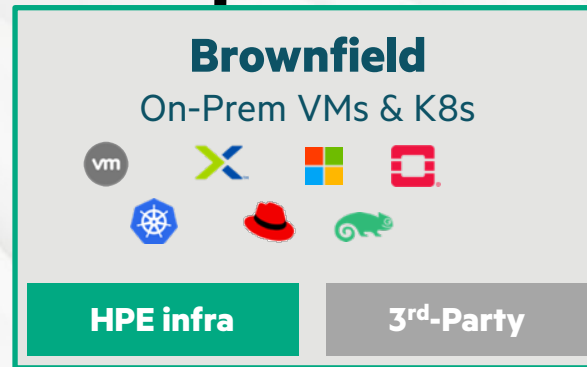 Brownfield
On-Prem VMs & K8s
vm
HPE infra
3rd-Party